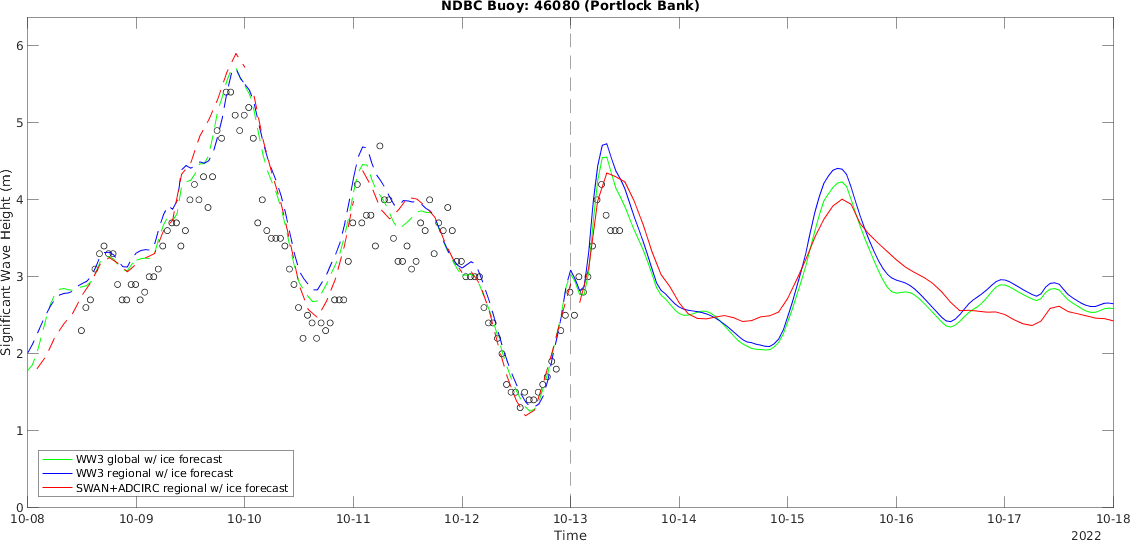 NDBC Buoy: 46080 (Portlock Bank)
Significant Wave Height (m)
6
5
4
3
2
1
0
WW3 global w/ ice forecast
WW3 regional w/ ice forecast
SWAN+ADCIRC regional w/ ice forecast
10-08 10-09 10-10 10-11 10-12 10-13 10-14 10-15 10-16 10-17 10-18
Time
2022